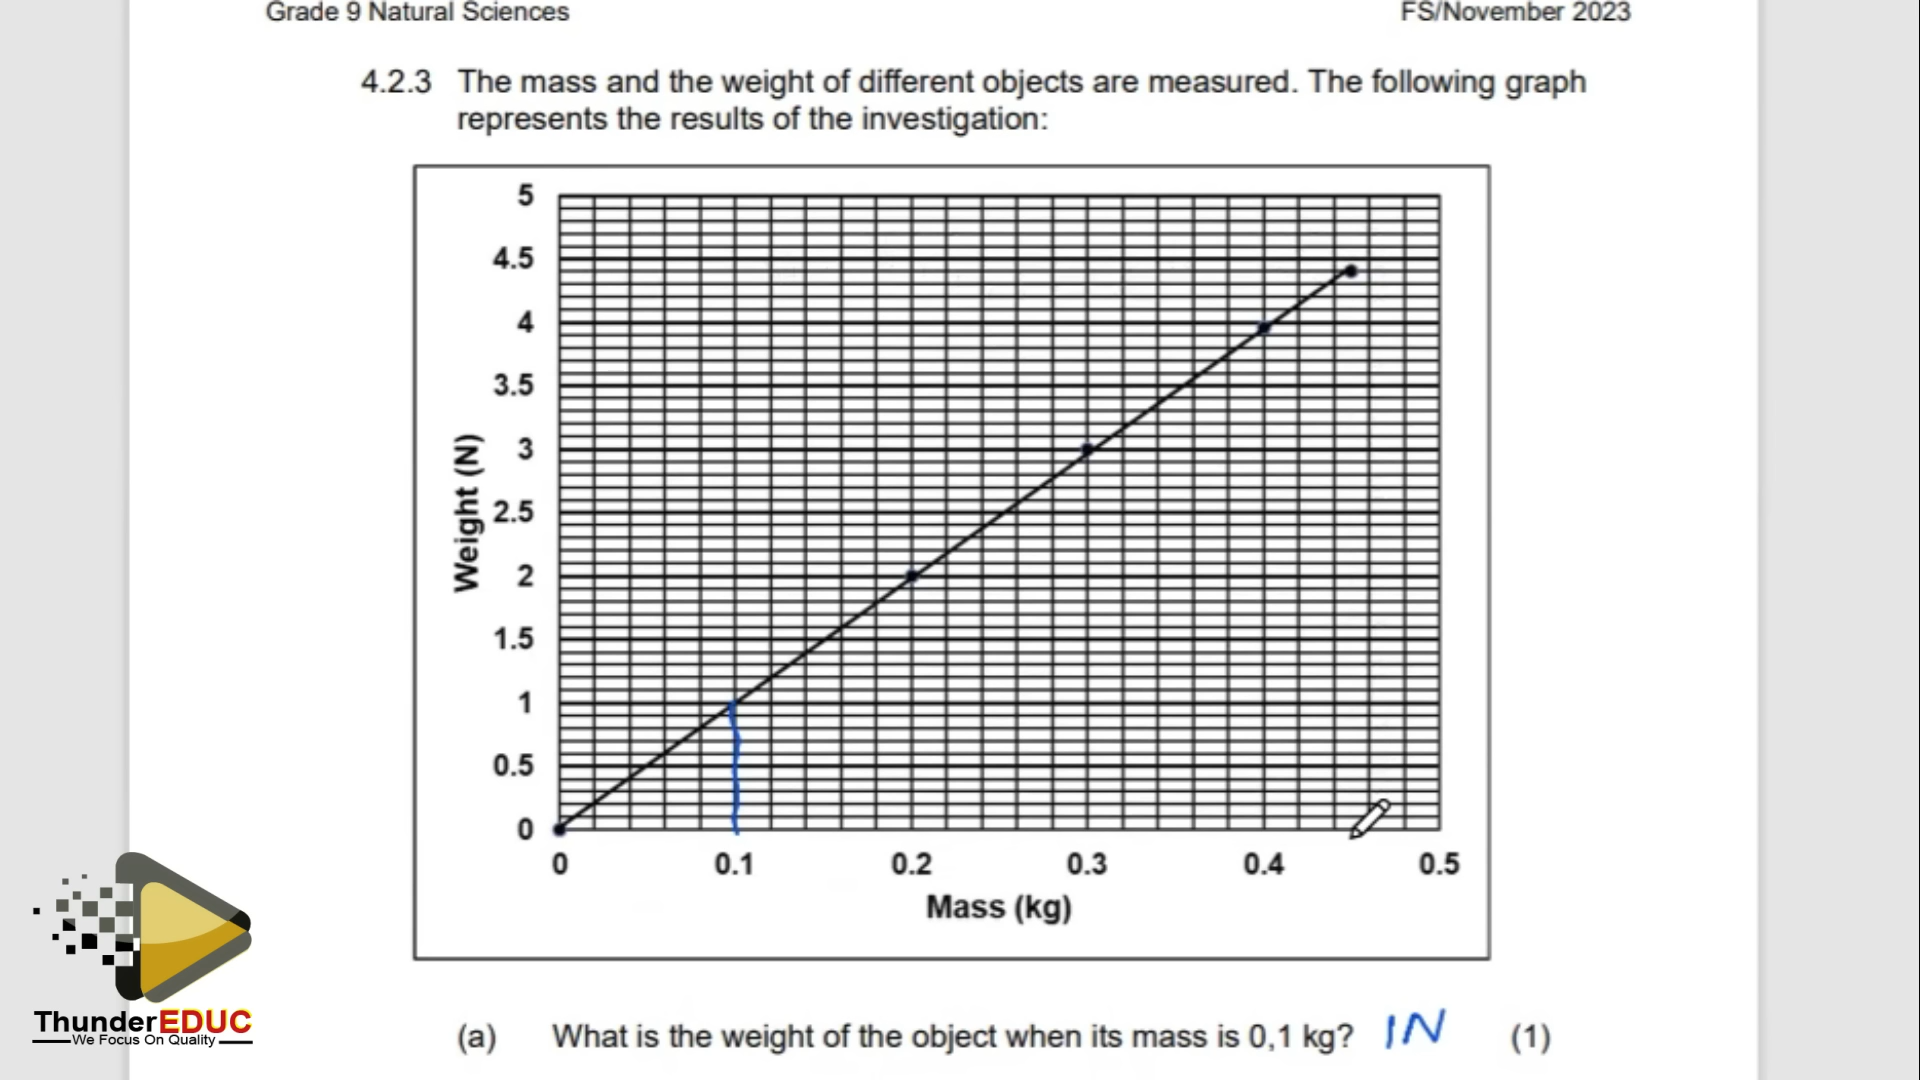 Grade 9 Natural Sciences FS/November 2023
4.2.3 The mass and the weight of different objects are measured. The following graph
represents the results of the investigation:
5
4.5
4
3.5
3
2.5
2
1.5
1
0.5
0
Weight (N)
0 0.1 0.2 0.3 0.4 0.5
Mass (kg)
(a) What is the weight of the object when its mass is 0,1 kg? 1N (1)
ThunderEDUC
We Focus On Quality